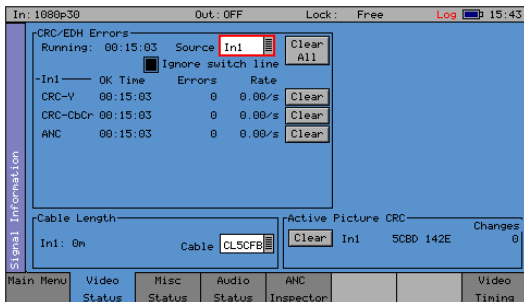 In: 1080p30 Out: OFF Lock: Free Log 15:43
CRC/EDH Errors
Running: 00:15:03 Source In1 Clear All
Ignore switch line
In1 OK Time Errors Rate
CRC-Y 00:15:03 0 0.00/s Clear
CRC-CbCr 00:15:03 0 0.00/s Clear
ANC 00:15:03 0 0.00/s Clear
Signal Information
Cable Length
In1: 0m Cable CL5CFB
Active Picture CRC
Changes
Clear In1 5CBD 142E 0
Main Menu Video Status Misc Status Audio Status ANC Inspector Video Timing